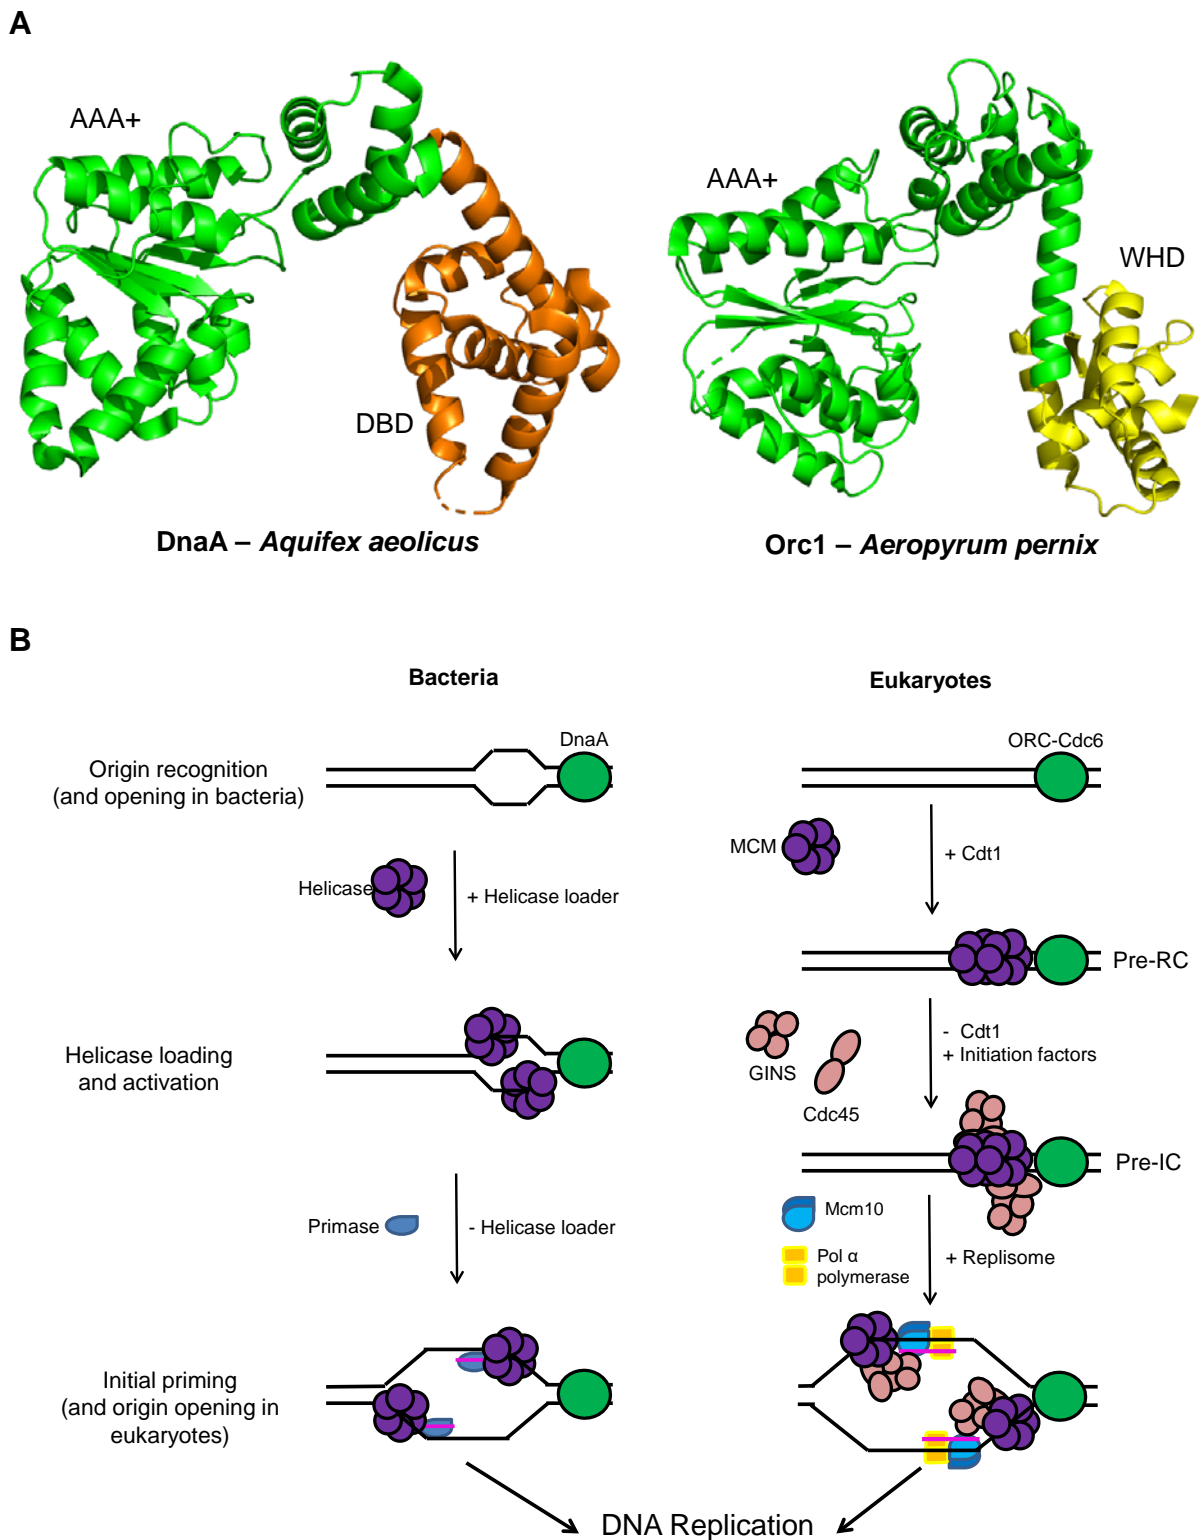 A
AAA+
DBD
DnaA – Aquifex aeolicus
AAA+
WHD
Orc1 – Aeropyrum pernix
B
Bacteria
Eukaryotes
Origin recognition
(and opening in bacteria)
DnaA
ORC-Cdc6
Helicase
+ Helicase loader
MCM
+ Cdt1
Pre-RC
Helicase loading
and activation
GINS
Cdc45
- Cdt1
+ Initiation factors
Pre-IC
Primase
- Helicase loader
Mcm10
Pol α
polymerase
+ Replisome
Initial priming
(and origin opening in
eukaryotes)
DNA Replication